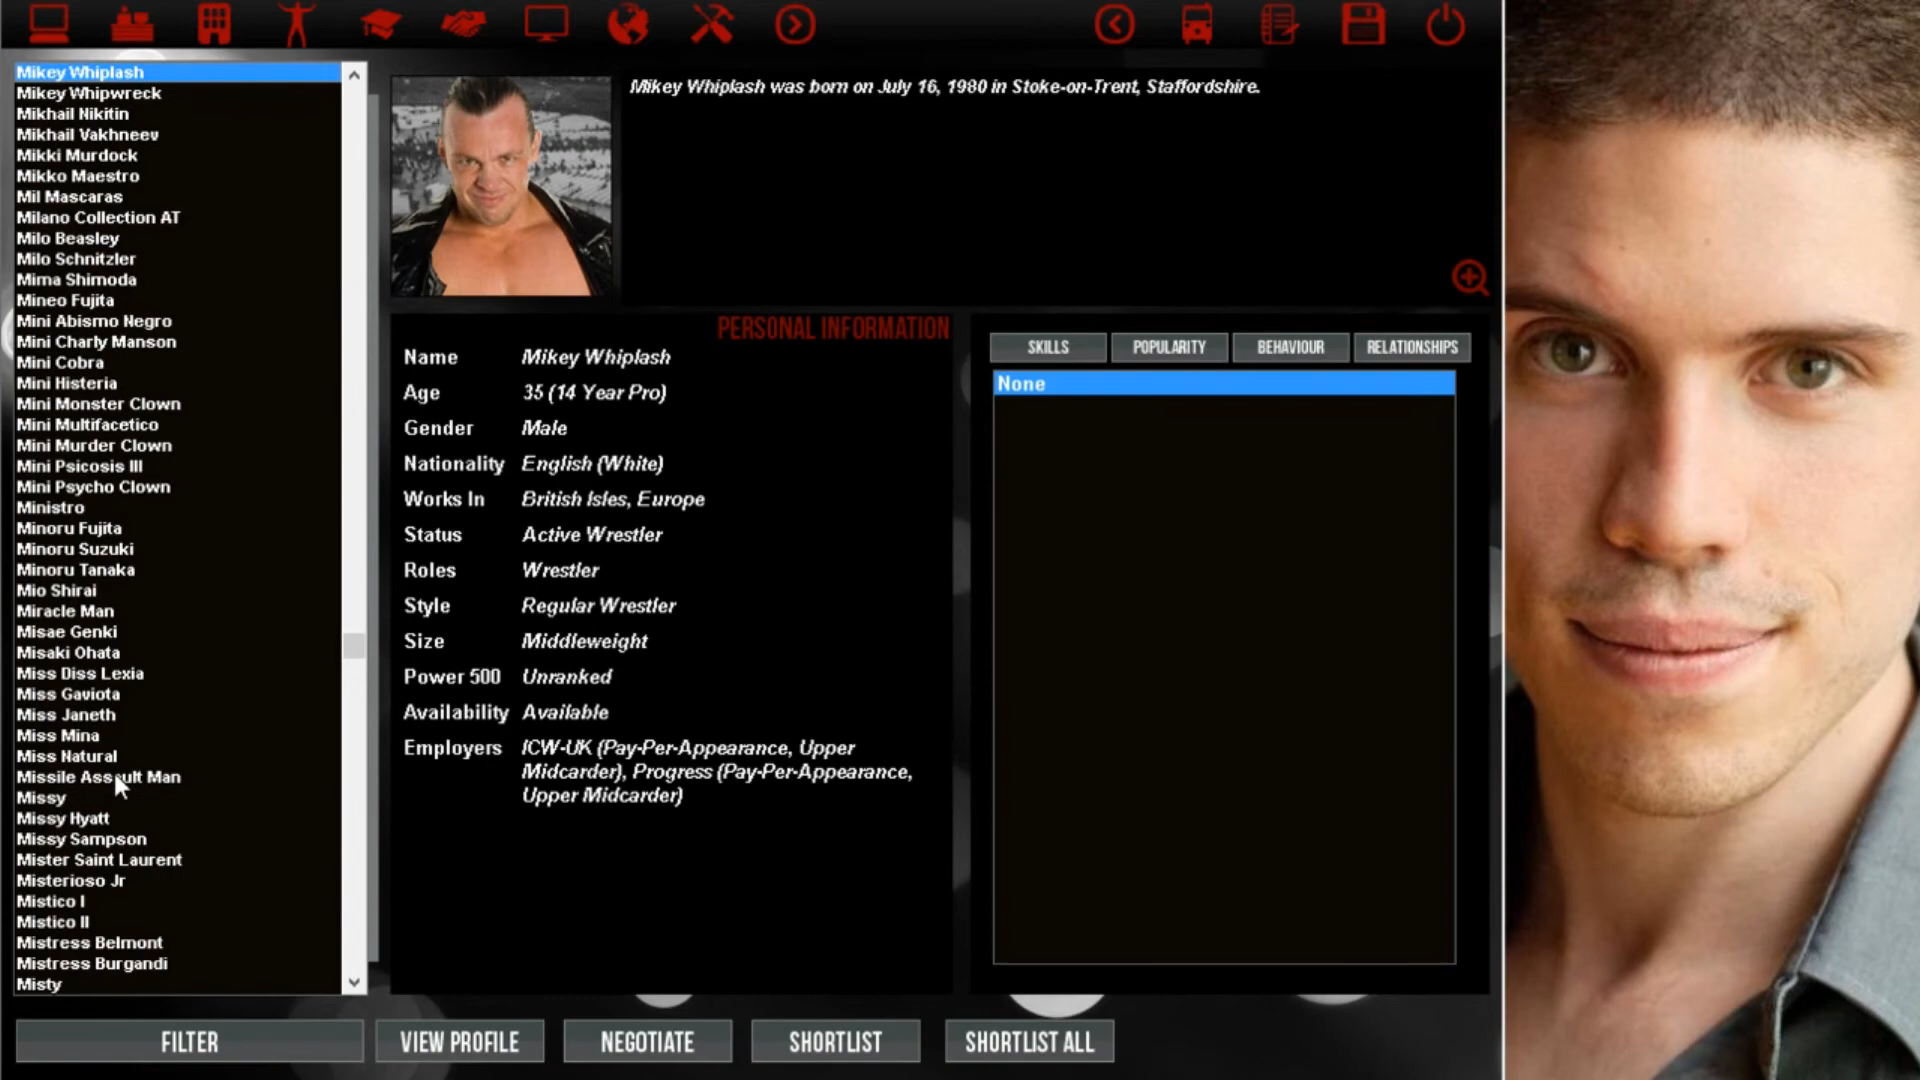 Mikey Whiplash
Mikey Whipwreck
Mikhail Nikitin
Mikhail Vakhneev
Mikki Murdock
Mikko Maestro
Mil Mascaras
Milano Collection AT
Milo Beasley
Milo Schnitzler
Mima Shimoda
Mineo Fujita
Mini Abismo Negro
Mini Charly Manson
Mini Cobra
Mini Histeria
Mini Monster Clown
Mini Multifacetico
Mini Murder Clown
Mini Psicosis III
Mini Psycho Clown
Ministro
Minoru Fujita
Minoru Suzuki
Minoru Tanaka
Mio Shirai
Miracle Man
Misae Genki
Misaki Ohata
Miss Diss Lexia
Miss Gaviota
Miss Janeth
Miss Mina
Miss Natural
Missile Assault Man
Missy
Missy Hyatt
Missy Sampson
Mister Saint Laurent
Misterioso Jr
Mistico I
Mistico II
Mistress Belmont
Mistress Burgandi
Misty
Mikey Whiplash was born on July 16, 1980 in Stoke-on-Trent, Staffordshire.
PERSONAL INFORMATION
Name Mikey Whiplash
Age 35 (14 Year Pro)
Gender Male
Nationality English (White)
Works In British Isles, Europe
Status Active Wrestler
Roles Wrestler
Style Regular Wrestler
Size Middleweight
Power 500 Unranked
Availability Available
Employers ICW-UK (Pay-Per-Appearance, Upper
Midcarder), Progress (Pay-Per-Appearance,
Upper Midcarder)
SKILLS POPULARITY BEHAVIOUR RELATIONSHIPS
None
FILTER VIEW PROFILE NEGOTIATE SHORTLIST SHORTLIST ALL